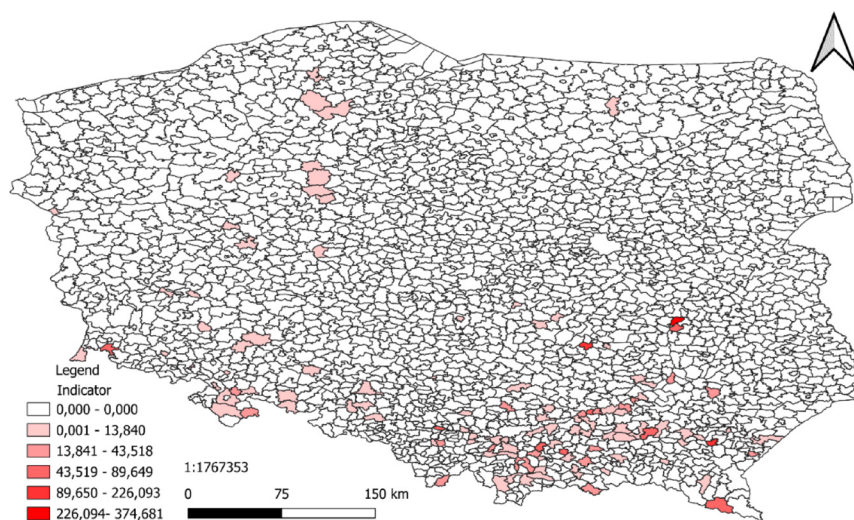 Legend
Indicator
0,000 - 0,000
0,001 - 13,840
13,841 - 43,518
43,519 - 89,649
89,650 - 226,093
226,094- 374,681
1:1767353
0 75 150 km